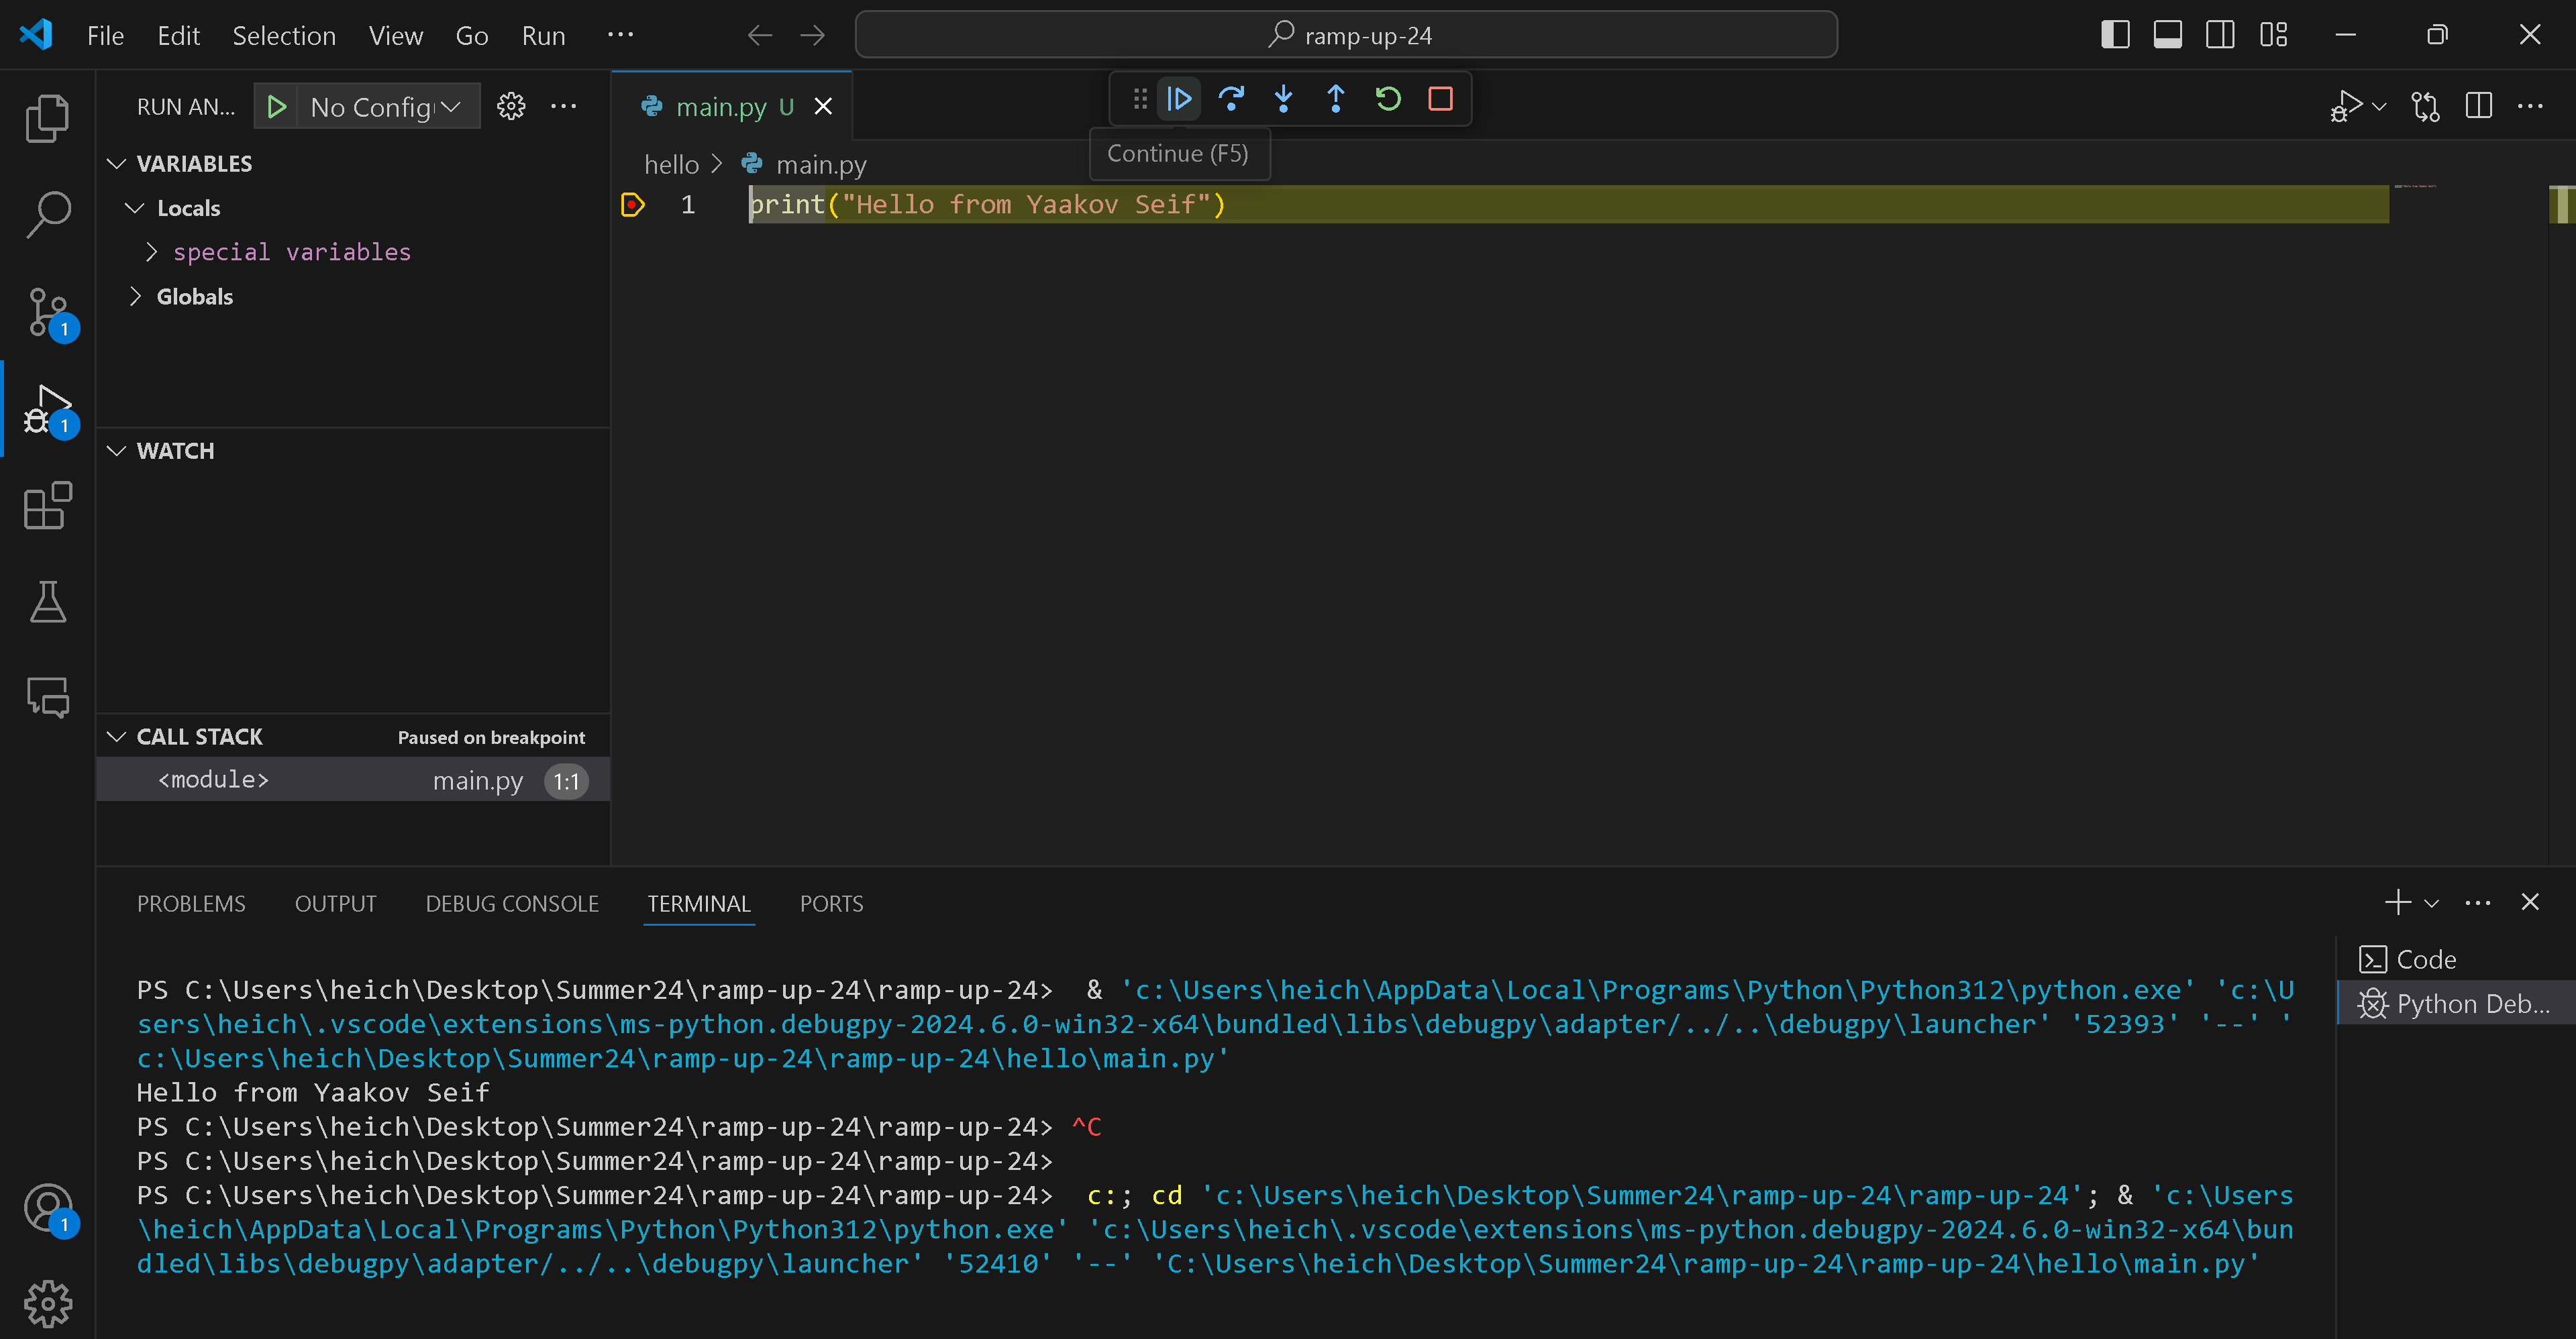 File Edit Selection View Go Run ···
ramp-up-24
RUN AN...
No Config
main.py U
Continue (F5)
hello > main.py
VARIABLES
Locals
special variables
Globals
1 print("Hello from Yaakov Seif")
1
1
WATCH
CALL STACK Paused on breakpoint
<module> main.py 1:1
PROBLEMS OUTPUT DEBUG CONSOLE TERMINAL PORTS
PS C:\Users\heich\Desktop\Summer24\ramp-up-24\ramp-up-24>  & 'c:\Users\heich\AppData\Local\Programs\Python\Python312\python.exe' 'c:\U
sers\heich\.vscode\extensions\ms-python.debugpy-2024.6.0-win32-x64\bundled\libs\debugpy\adapter/../..\debugpy\launcher' '52393' '--' '
c:\Users\heich\Desktop\Summer24\ramp-up-24\ramp-up-24\hello\main.py'
Hello from Yaakov Seif
PS C:\Users\heich\Desktop\Summer24\ramp-up-24\ramp-up-24> ^C
PS C:\Users\heich\Desktop\Summer24\ramp-up-24\ramp-up-24>
PS C:\Users\heich\Desktop\Summer24\ramp-up-24\ramp-up-24>  c:; cd 'c:\Users\heich\Desktop\Summer24\ramp-up-24\ramp-up-24'; & 'c:\Users
\heich\AppData\Local\Programs\Python\Python312\python.exe' 'c:\Users\heich\.vscode\extensions\ms-python.debugpy-2024.6.0-win32-x64\bun
dled\libs\debugpy\adapter/../..\debugpy\launcher' '52410' '--' 'C:\Users\heich\Desktop\Summer24\ramp-up-24\ramp-up-24\hello\main.py'
Code
Python Deb...
1